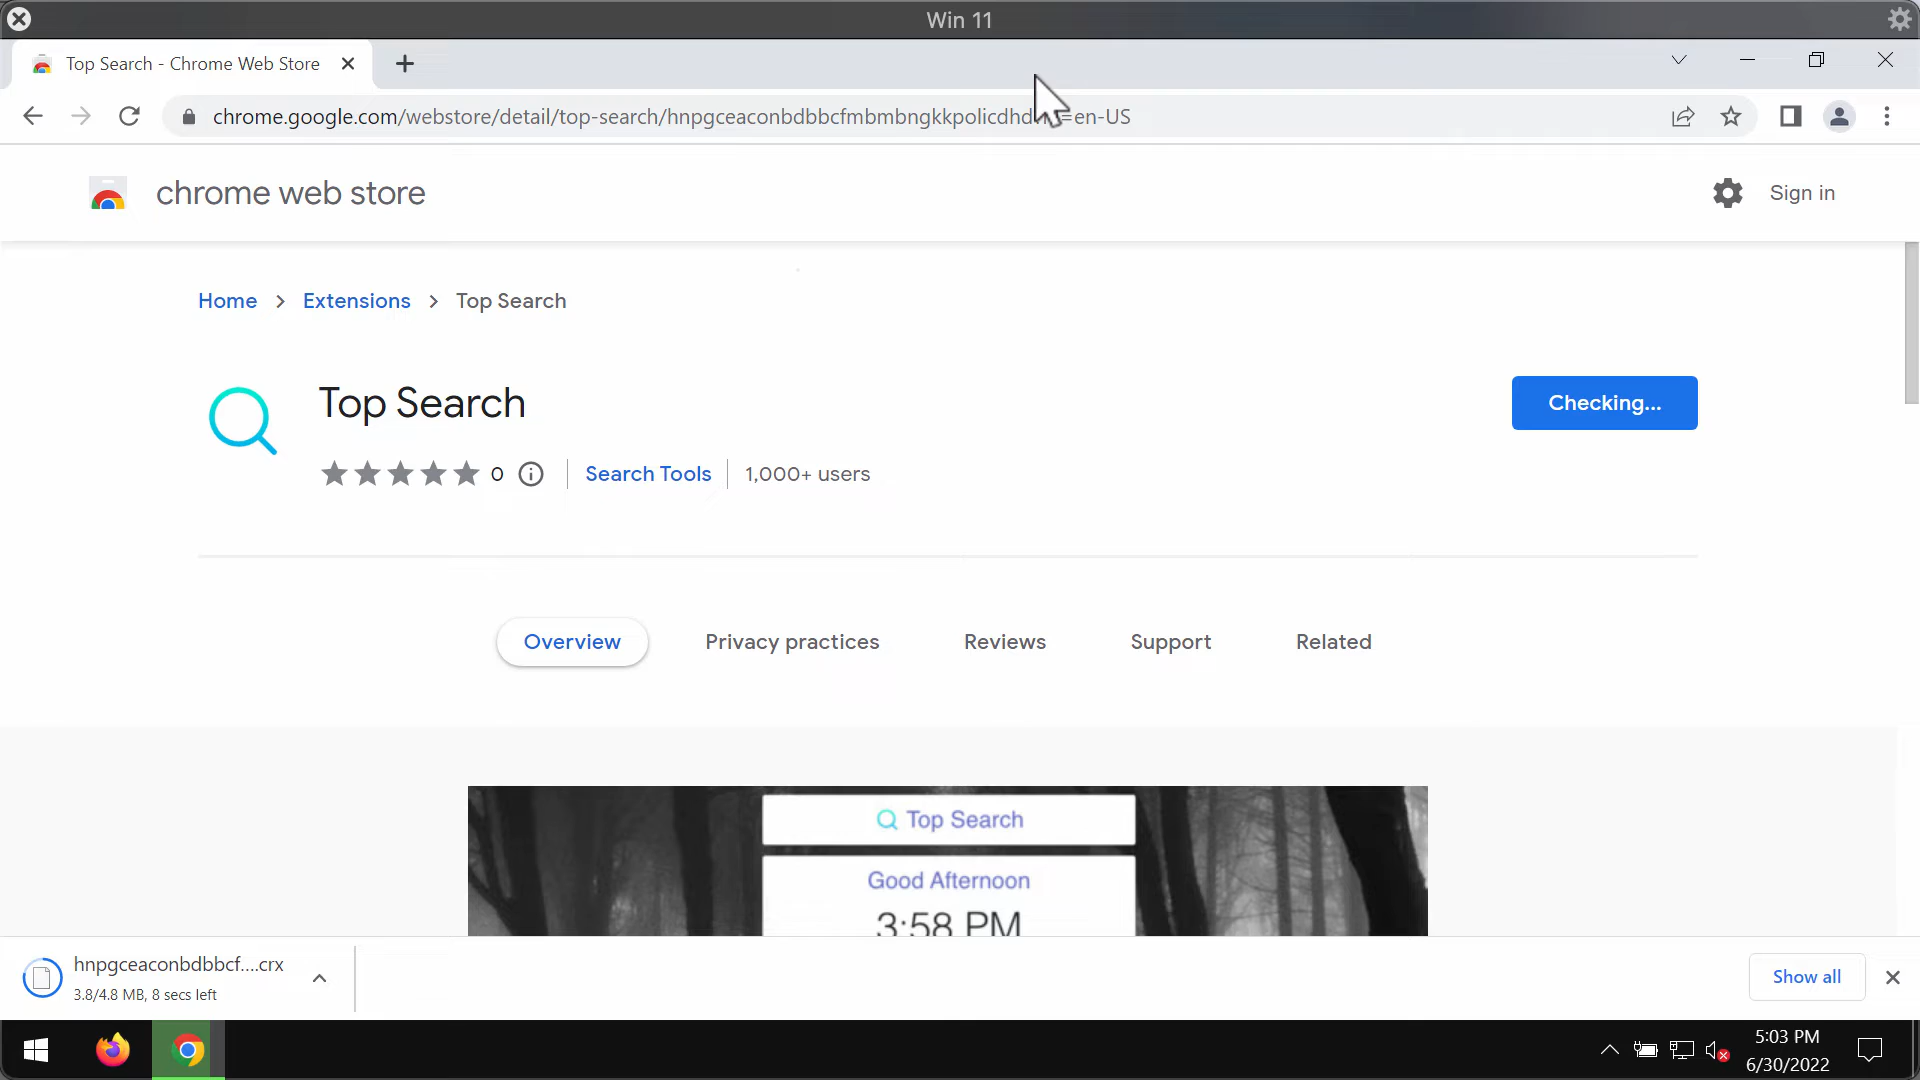 Win 11
Top Search - Chrome Web Store
chrome.google.com/webstore/detail/top-search/hnpgceaconbdbbcfmbmbngkkpolicdhd =en-US
chrome web store
Sign in
Home > Extensions > Top Search
Top Search
Checking...
0
Search Tools
1,000+ users
Overview
Privacy practices
Reviews
Support
Related
Top Search
Good Afternoon
3:58 PM
hnpgceaconbdbbcf....crx
3.8/4.8 MB, 8 secs left
Show all
5:03 PM
6/30/2022